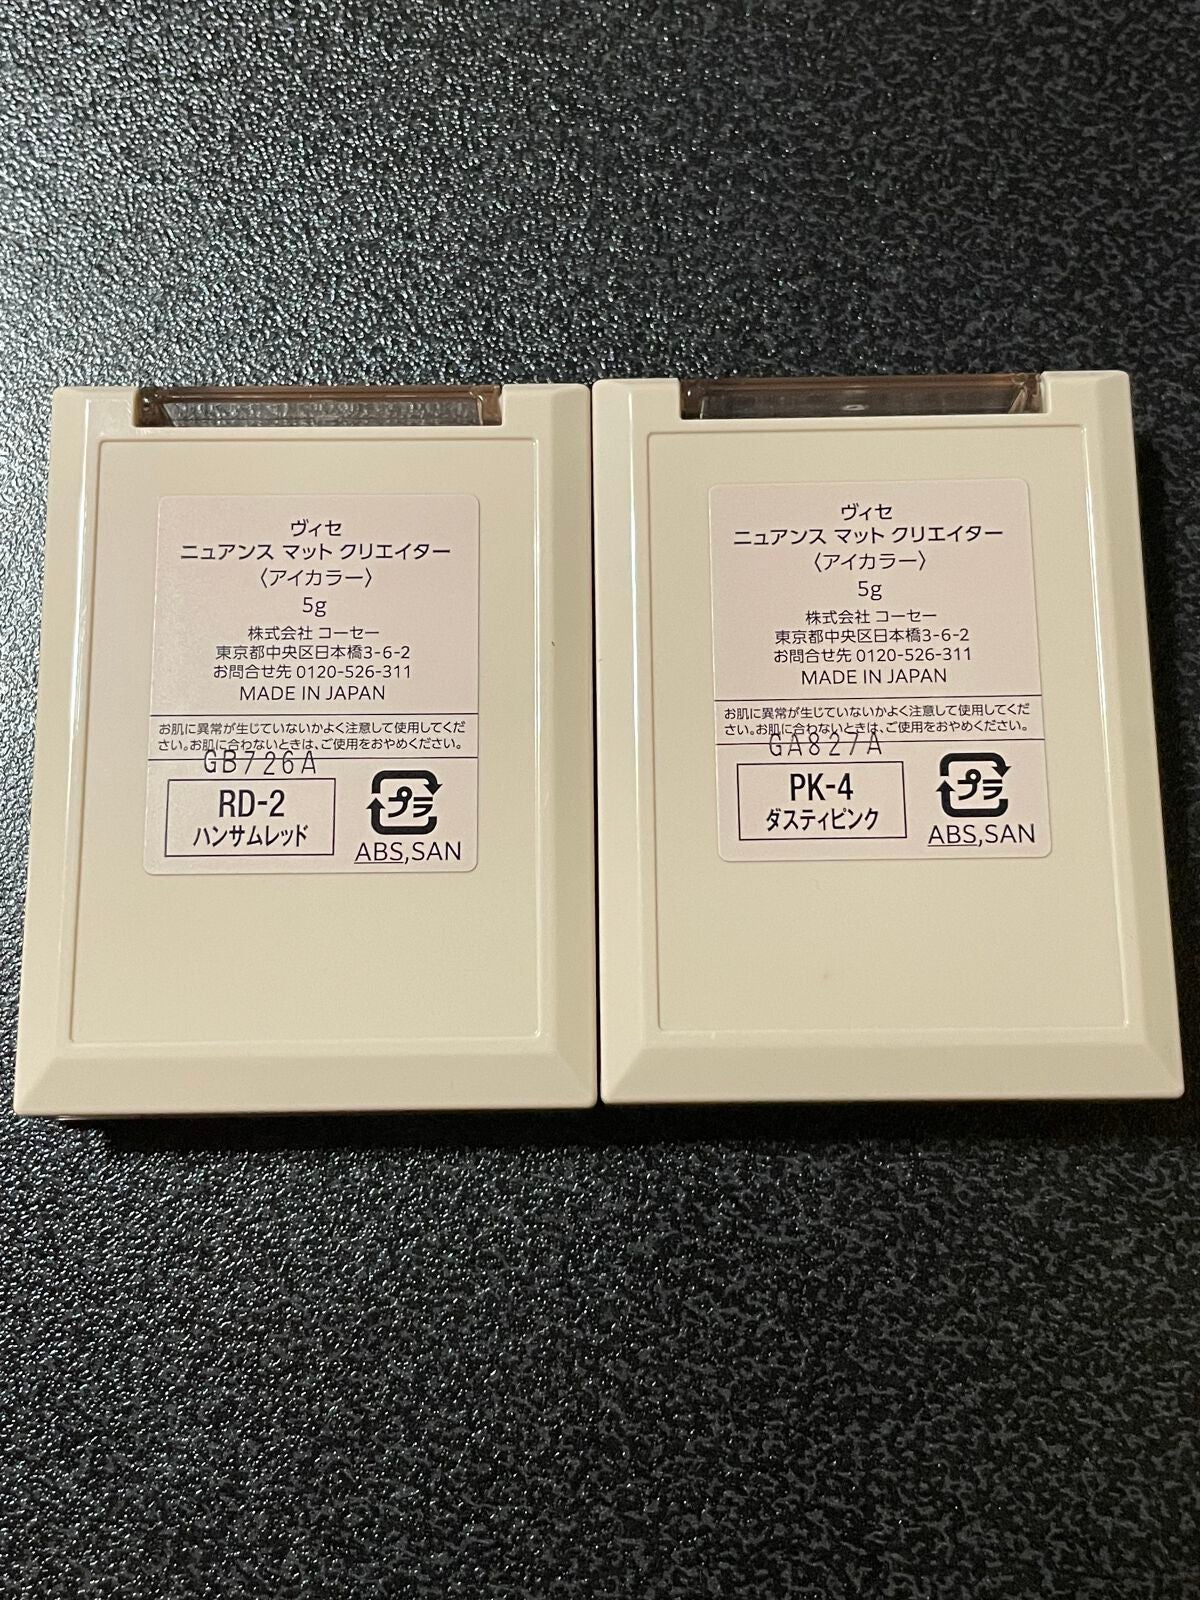 ヴィセ
ニュアンス マット クリエイター
〈アイカラー〉
5g
株式会社 コーセー
東京都中央区日本橋3-6-2
お問合せ先 0120-526-311
MADE IN JAPAN
お肌に異常が生じていないかよく注意して使用してくだ
さい。お肌に合わないときは、ご使用をおやめください。
GB726A
RD-2
ハンサムレッド
プラ
ABS,SAN
ヴィセ
ニュアンス マット クリエイター
〈アイカラー〉
5g
株式会社 コーセー
東京都中央区日本橋3-6-2
お問合せ先 0120-526-311
MADE IN JAPAN
お肌に異常が生じていないかよく注意して使用してくだ
さい。お肌に合わないときは、ご使用をおやめください。
GA827A
PK-4
ダスティピンク
プラ
ABS,SAN